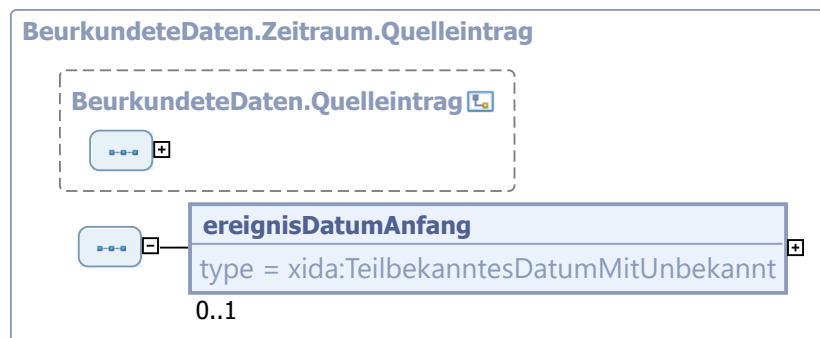 BeurkundeteDaten.Zeitraum.Quelleintrag
BeurkundeteDaten.Quelleintrag
ereignisDatumAnfang
type = xida:TeilbekanntesDatumMitUnbekannt
0..1